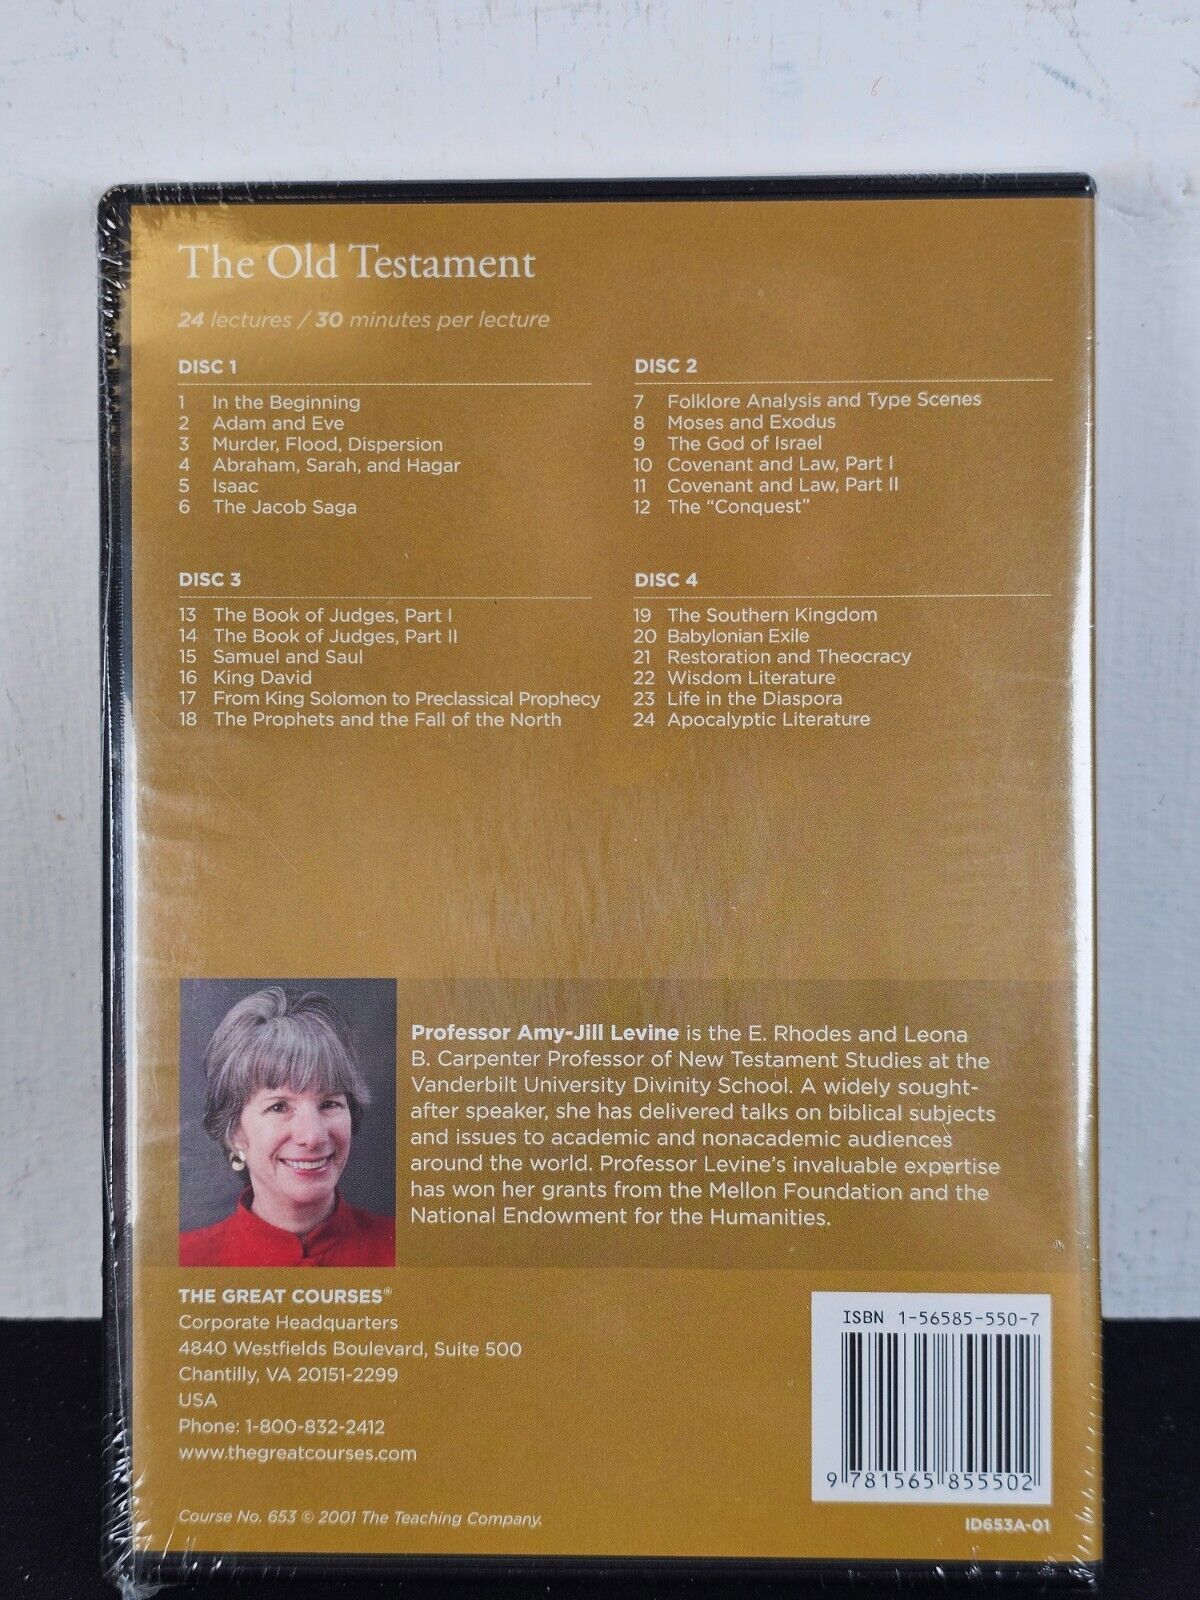 The Old Testament
24 lectures / 30 minutes per lecture
DISC 1
1 In the Beginning
2 Adam and Eve
3 Murder, Flood, Dispersion
4 Abraham, Sarah, and Hagar
5 Isaac
6 The Jacob Saga
DISC 2
7 Folklore Analysis and Type Scenes
8 Moses and Exodus
9 The God of Israel
10 Covenant and Law, Part I
11 Covenant and Law, Part II
12 The “Conquest”
DISC 3
13 The Book of Judges, Part I
14 The Book of Judges, Part II
15 Samuel and Saul
16 King David
17 From King Solomon to Preclassical Prophecy
18 The Prophets and the Fall of the North
DISC 4
19 The Southern Kingdom
20 Babylonian Exile
21 Restoration and Theocracy
22 Wisdom Literature
23 Life in the Diaspora
24 Apocalyptic Literature
Professor Amy-Jill Levine is the E. Rhodes and Leona
B. Carpenter Professor of New Testament Studies at the
Vanderbilt University Divinity School. A widely sought-
after speaker, she has delivered talks on biblical subjects
and issues to academic and nonacademic audiences
around the world. Professor Levine’s invaluable expertise
has won her grants from the Mellon Foundation and the
National Endowment for the Humanities.
THE GREAT COURSES®
Corporate Headquarters
4840 Westfields Boulevard, Suite 500
Chantilly, VA 20151-2299
USA
Phone: 1-800-832-2412
www.thegreatcourses.com
Course No. 653 © 2001 The Teaching Company.
ISBN 1-56585-550-7
9 781565 855502
ID653A-01